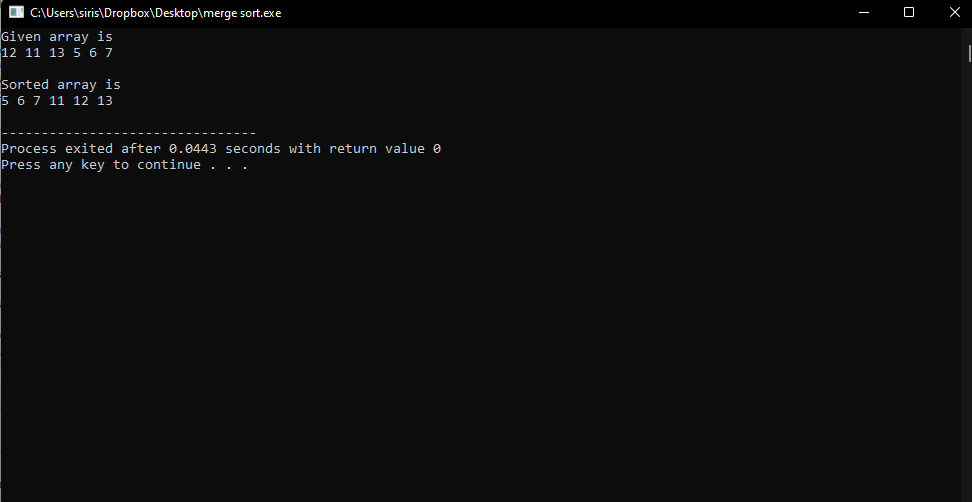 C:\Users\siris\Dropbox\Desktop\merge sort.exe
Given array is
12 11 13 5 6 7
Sorted array is
5 6 7 11 12 13
--------------------------------
Process exited after 0.0443 seconds with return value 0
Press any key to continue . . .